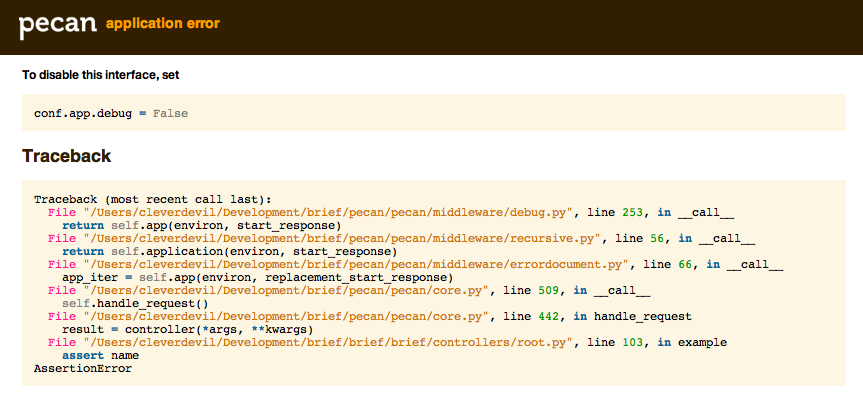 pecan application error
To disable this interface, set
conf.app.debug = False
Traceback
Traceback (most recent call last):
  File "/Users/cleverdevil/Development/brief/pecan/pecan/middleware/debug.py", line 253, in __call__
    return self.app(environ, start_response)
  File "/Users/cleverdevil/Development/brief/pecan/pecan/middleware/recursive.py", line 56, in __call__
    return self.application(environ, start_response)
  File "/Users/cleverdevil/Development/brief/pecan/pecan/middleware/errordocument.py", line 66, in __call__
    app_iter = self.app(environ, replacement_start_response)
  File "/Users/cleverdevil/Development/brief/pecan/pecan/core.py", line 509, in __call__
    self.handle_request()
  File "/Users/cleverdevil/Development/brief/pecan/pecan/core.py", line 442, in handle_request
    result = controller(*args, **kwargs)
  File "/Users/cleverdevil/Development/brief/brief/brief/controllers/root.py", line 103, in example
    assert name
AssertionError